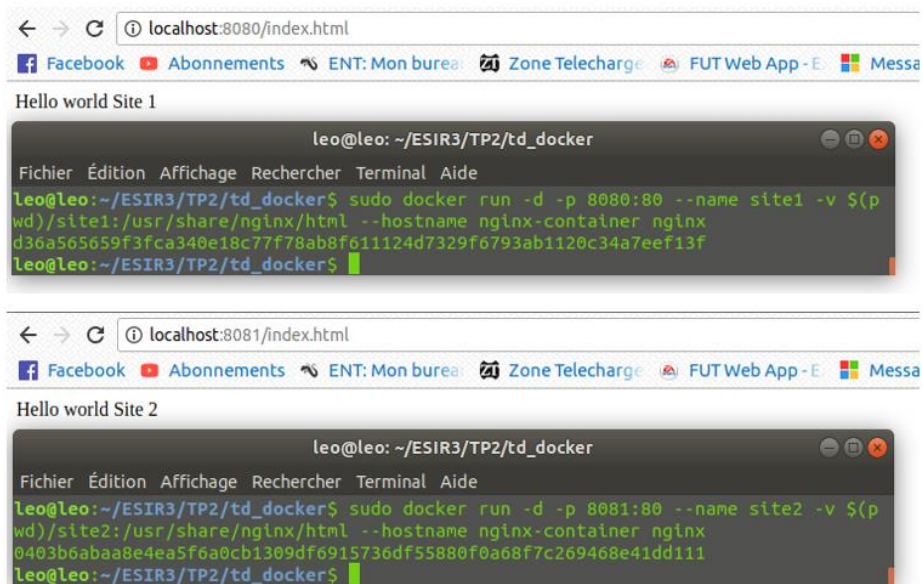 localhost:8080/index.html
Facebook Abonnements ENT: Mon burea Zone Telecharge FUT Web App - E Messa
Hello world Site 1
leo@leo: ~/ESIR3/TP2/td_docker
Fichier Édition Affichage Rechercher Terminal Aide
leo@leo:~/ESIR3/TP2/td_docker$ sudo docker run -d -p 8080:80 --name site1 -v $(p
wd)/site1:/usr/share/nginx/html --hostname nginx-container nginx
d36a565659f3fca340e18c77f78ab8f611124d7329f6793ab1120c34a7eef13f
leo@leo:~/ESIR3/TP2/td_docker$
localhost:8081/index.html
Facebook Abonnements ENT: Mon burea Zone Telecharge FUT Web App - E Messa
Hello world Site 2
leo@leo: ~/ESIR3/TP2/td_docker
Fichier Édition Affichage Rechercher Terminal Aide
leo@leo:~/ESIR3/TP2/td_docker$ sudo docker run -d -p 8081:80 --name site2 -v $(p
wd)/site2:/usr/share/nginx/html --hostname nginx-container nginx
0403b6abaa8e4ea5f6a0cb1309df6915736df55880f0a68f7c269468e41dd111
leo@leo:~/ESIR3/TP2/td_docker$